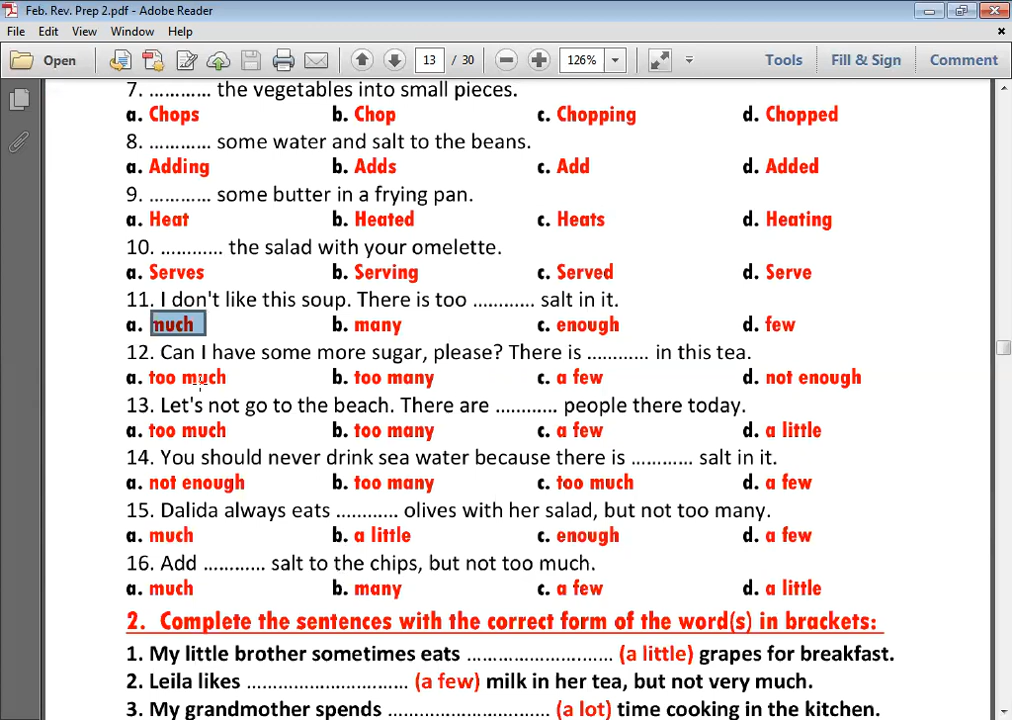 Feb. Rev. Prep 2.pdf - Adobe Reader
File Edit View Window Help
Open 13 / 30 126% Tools Fill & Sign Comment
7. ………… the vegetables into small pieces.
a. Chops b. Chop c. Chopping d. Chopped
8. ………… some water and salt to the beans.
a. Adding b. Adds c. Add d. Added
9. ………… some butter in a frying pan.
a. Heat b. Heated c. Heats d. Heating
10. ………… the salad with your omelette.
a. Serves b. Serving c. Served d. Serve
11. I don't like this soup. There is too ………… salt in it.
a. much b. many c. enough d. few
12. Can I have some more sugar, please? There is ………… in this tea.
a. too much b. too many c. a few d. not enough
13. Let's not go to the beach. There are ………… people there today.
a. too much b. too many c. a few d. a little
14. You should never drink sea water because there is ………… salt in it.
a. not enough b. too many c. too much d. a few
15. Dalida always eats ………… olives with her salad, but not too many.
a. much b. a little c. enough d. a few
16. Add ………… salt to the chips, but not too much.
a. much b. many c. a few d. a little
2. Complete the sentences with the correct form of the word(s) in brackets:
1. My little brother sometimes eats ……………………… (a little) grapes for breakfast.
2. Leila likes ………………………… (a few) milk in her tea, but not very much.
3. My grandmother spends ………………………… (a lot) time cooking in the kitchen.